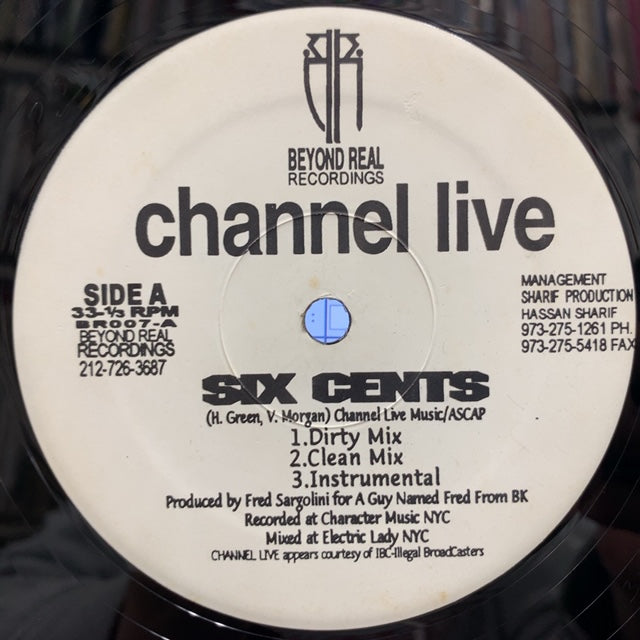 BEYOND REAL
RECORDINGS
channel live
SIDE A
33-⅓ RPM
BR007-A
BEYOND REAL
RECORDINGS
212-726-3687
MANAGEMENT
SHARIF PRODUCTION
HASSAN SHARIF
973-275-1261 PH.
973-275-5418 FAX
SIX CENTS
(H. Green, V. Morgan) Channel Live Music/ASCAP
1.Dirty Mix
2.Clean Mix
3.Instrumental
Produced by Fred Sargolini for A Guy Named Fred From BK
Recorded at Character Music NYC
Mixed at Electric Lady NYC
CHANNEL LIVE appears courtesy of IBC-Illegal BroadCasters